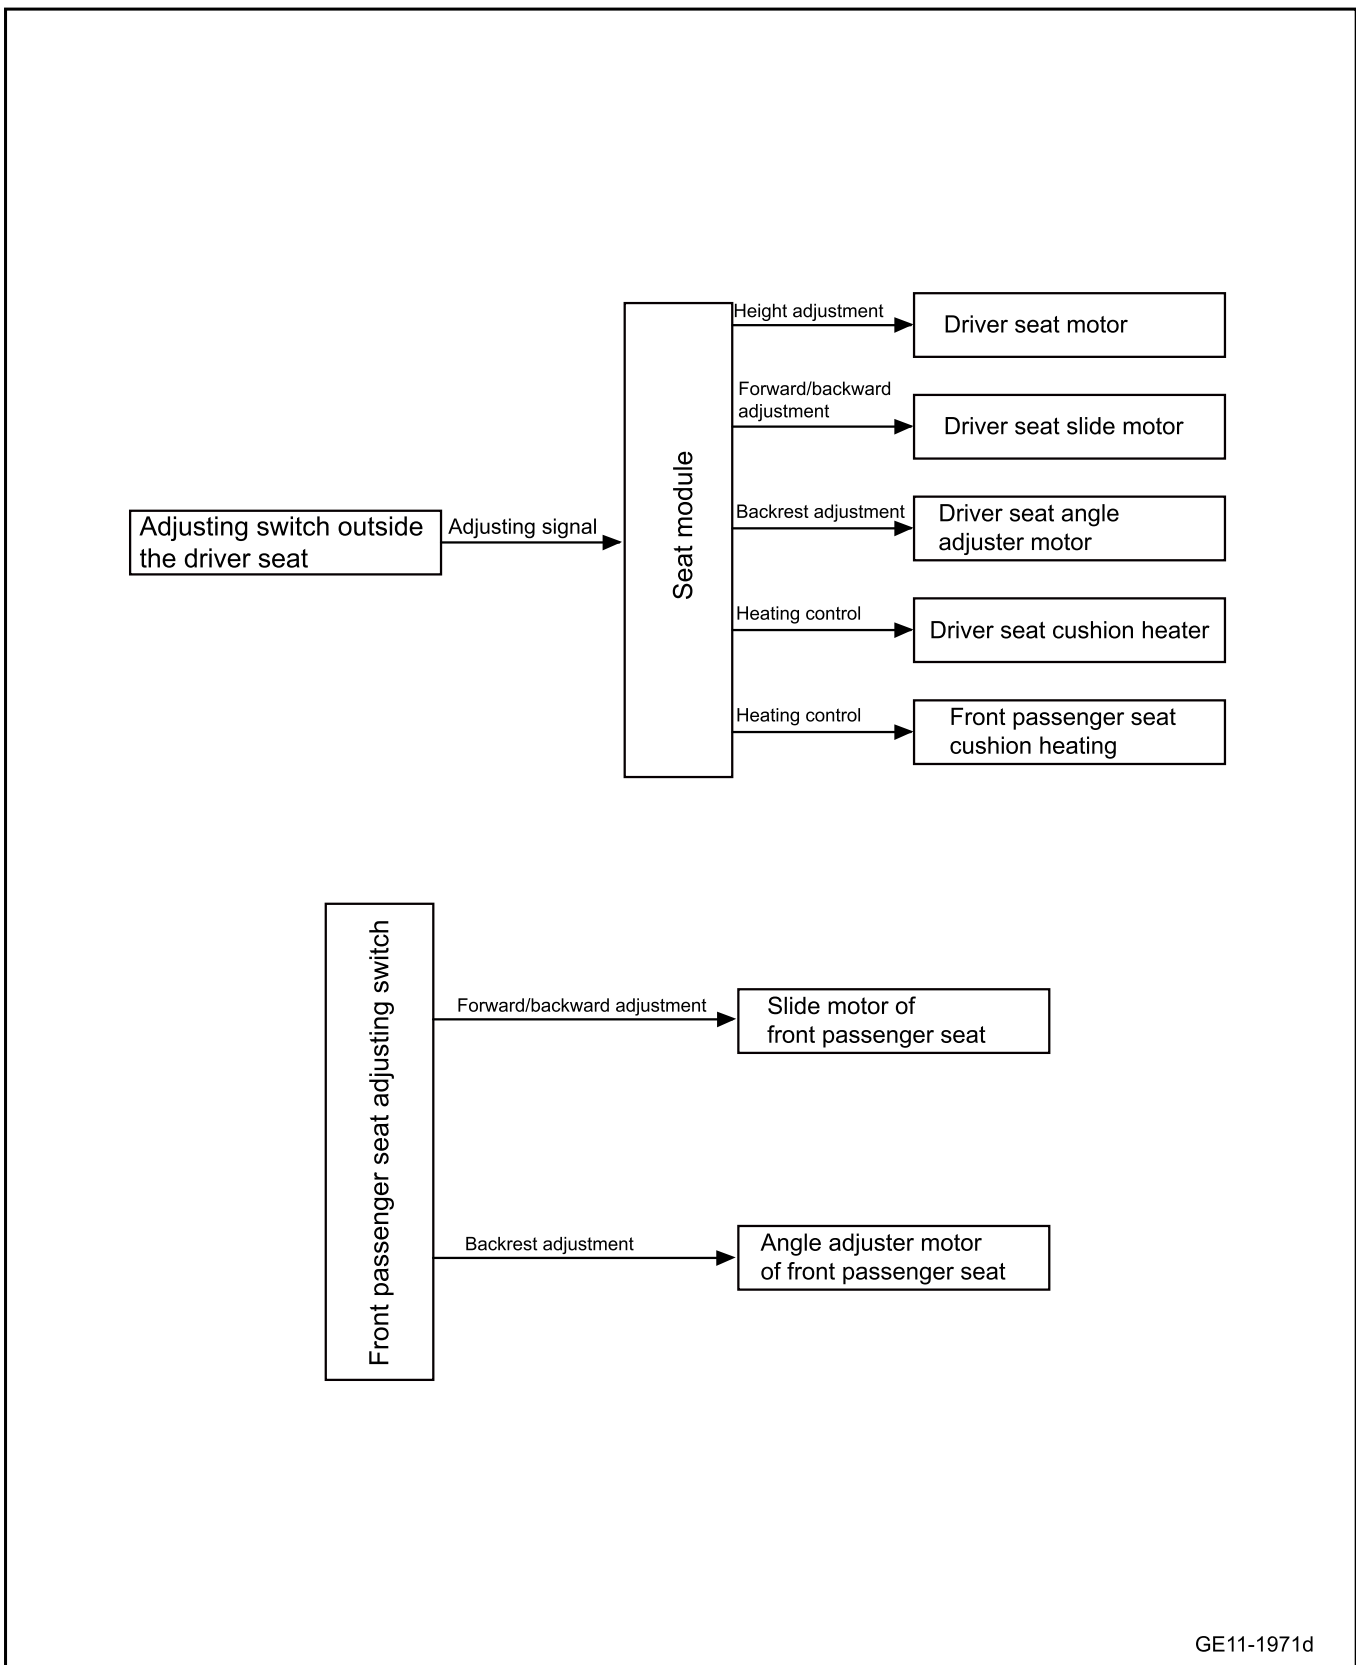 Height adjustment
Driver seat motor
Forward/backward
adjustment
Driver seat slide motor
Adjusting switch outside
the driver seat
Adjusting signal
Seat module
Backrest adjustment
Driver seat angle
adjuster motor
Heating control
Driver seat cushion heater
Heating control
Front passenger seat
cushion heating
Front passenger seat adjusting switch
Forward/backward adjustment
Slide motor of
front passenger seat
Backrest adjustment
Angle adjuster motor
of front passenger seat
GE11-1971d